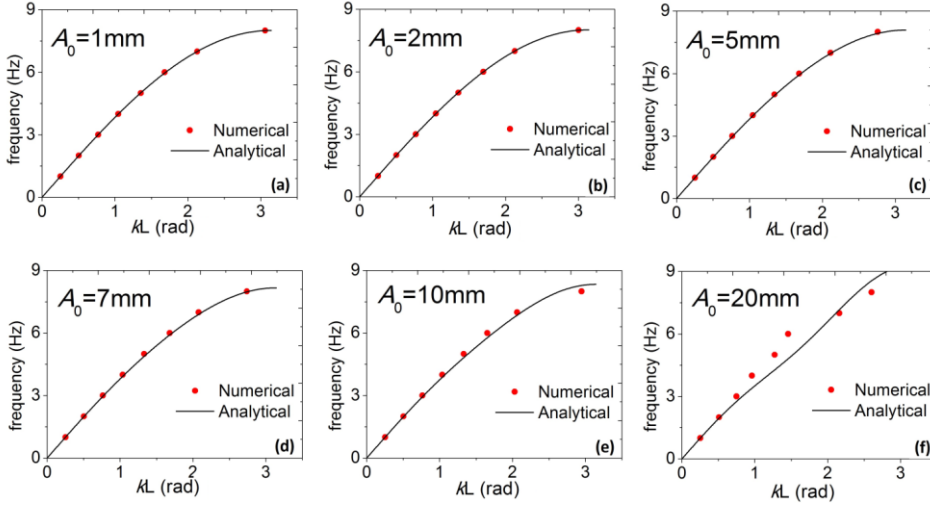 9
6
3
0
frequency (Hz)
A0=1mm
Numerical
Analytical
(a)
0 1 2 3
kL (rad)
9
6
3
0
frequency (Hz)
A0=2mm
Numerical
Analytical
(b)
0 1 2 3
kL (rad)
9
6
3
0
frequency (Hz)
A0=5mm
Numerical
Analytical
(c)
0 1 2 3
kL (rad)
9
6
3
0
frequency (Hz)
A0=7mm
Numerical
Analytical
(d)
0 1 2 3
kL (rad)
9
6
3
0
frequency (Hz)
A0=10mm
Numerical
Analytical
(e)
0 1 2 3
kL (rad)
9
6
3
0
frequency (Hz)
A0=20mm
Numerical
Analytical
(f)
0 1 2 3
kL (rad)